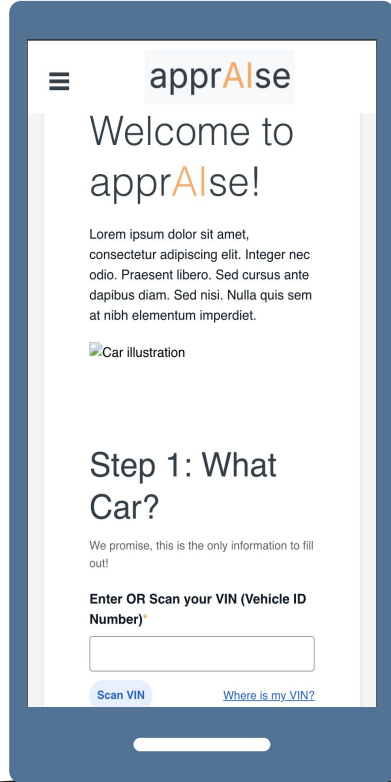 apprAIse
Welcome to
apprAIse!
Lorem ipsum dolor sit amet,
consectetur adipiscing elit. Integer nec
odio. Praesent libero. Sed cursus ante
dapibus diam. Sed nisi. Nulla quis sem
at nibh elementum imperdiet.
Car illustration
Step 1: What
Car?
We promise, this is the only information to fill
out!
Enter OR Scan your VIN (Vehicle ID
Number)*
Scan VIN Where is my VIN?